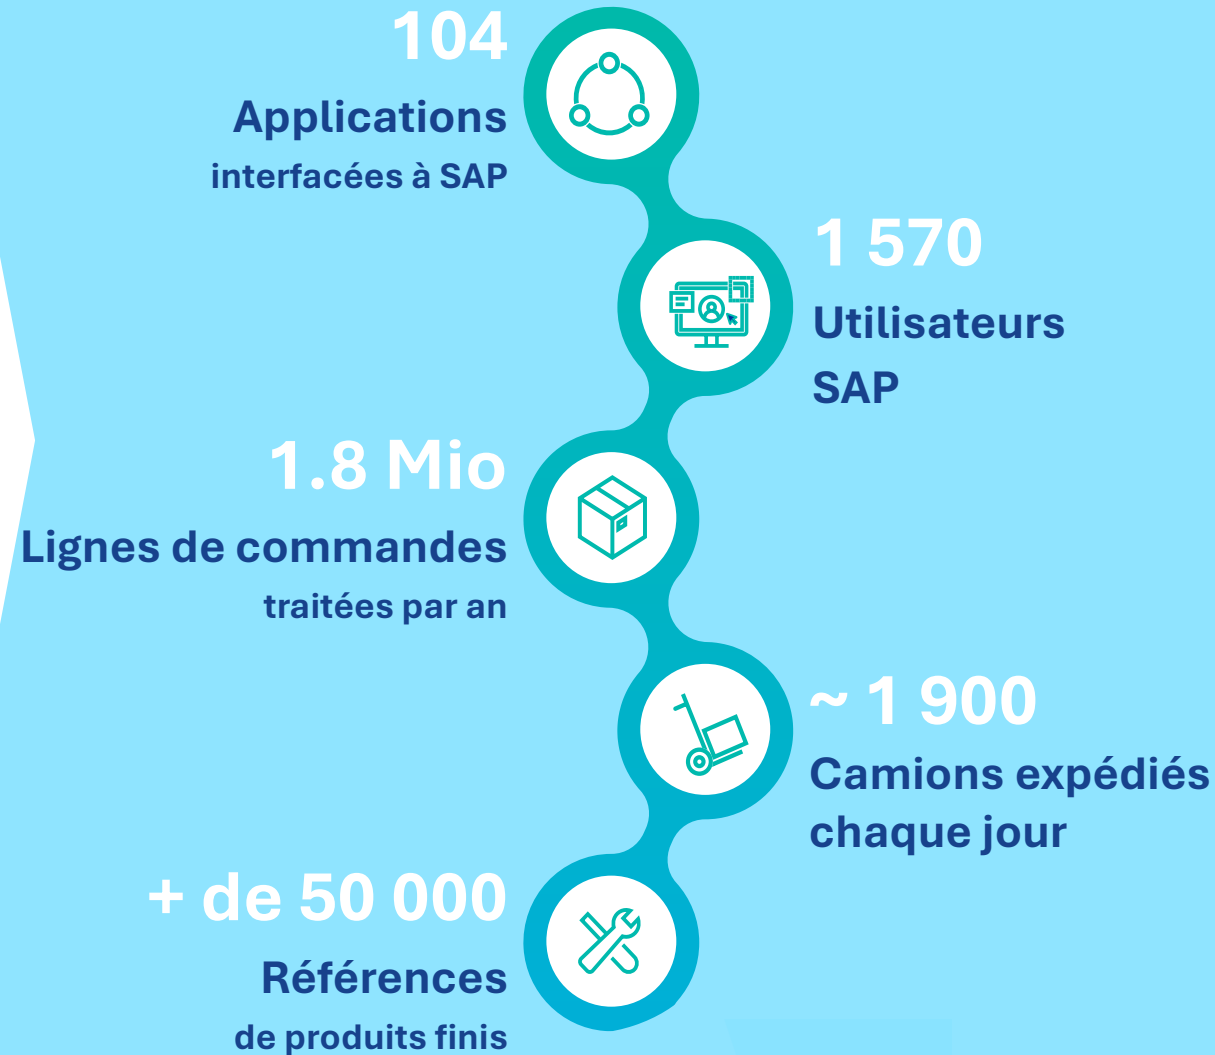 104
Applications
interfacées à SAP
1 570
Utilisateurs
SAP
1.8 Mio
Lignes de commandes
traitées par an
~ 1 900
Camions expédiés
chaque jour
+ de 50 000
Références
de produits finis